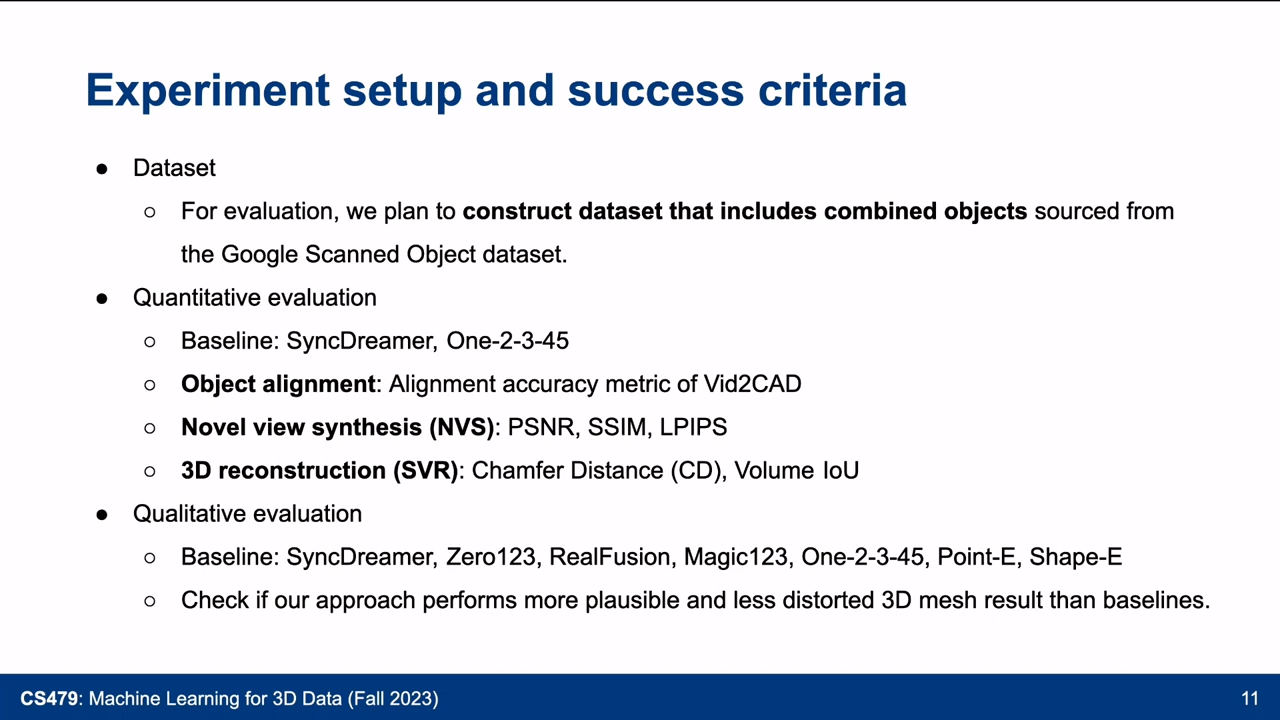 Experiment setup and success criteria
● Dataset
○ For evaluation, we plan to construct dataset that includes combined objects sourced from
the Google Scanned Object dataset.
● Quantitative evaluation
○ Baseline: SyncDreamer, One-2-3-45
○ Object alignment: Alignment accuracy metric of Vid2CAD
○ Novel view synthesis (NVS): PSNR, SSIM, LPIPS
○ 3D reconstruction (SVR): Chamfer Distance (CD), Volume IoU
● Qualitative evaluation
○ Baseline: SyncDreamer, Zero123, RealFusion, Magic123, One-2-3-45, Point-E, Shape-E
○ Check if our approach performs more plausible and less distorted 3D mesh result than baselines.
CS479: Machine Learning for 3D Data (Fall 2023) 11